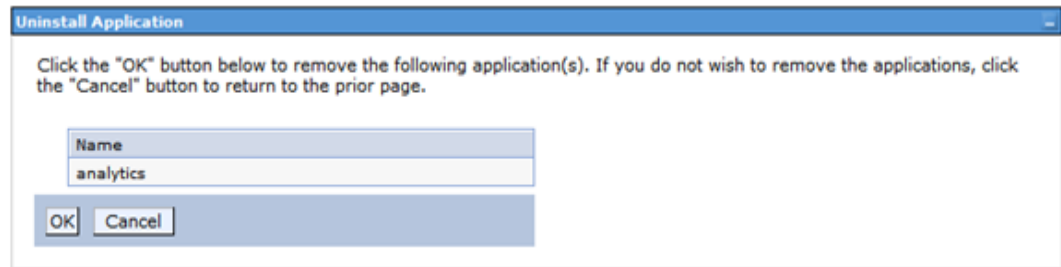 Uninstall Application
Click the "OK" button below to remove the following application(s). If you do not wish to remove the applications, click
the "Cancel" button to return to the prior page.
Name
analytics
OK Cancel